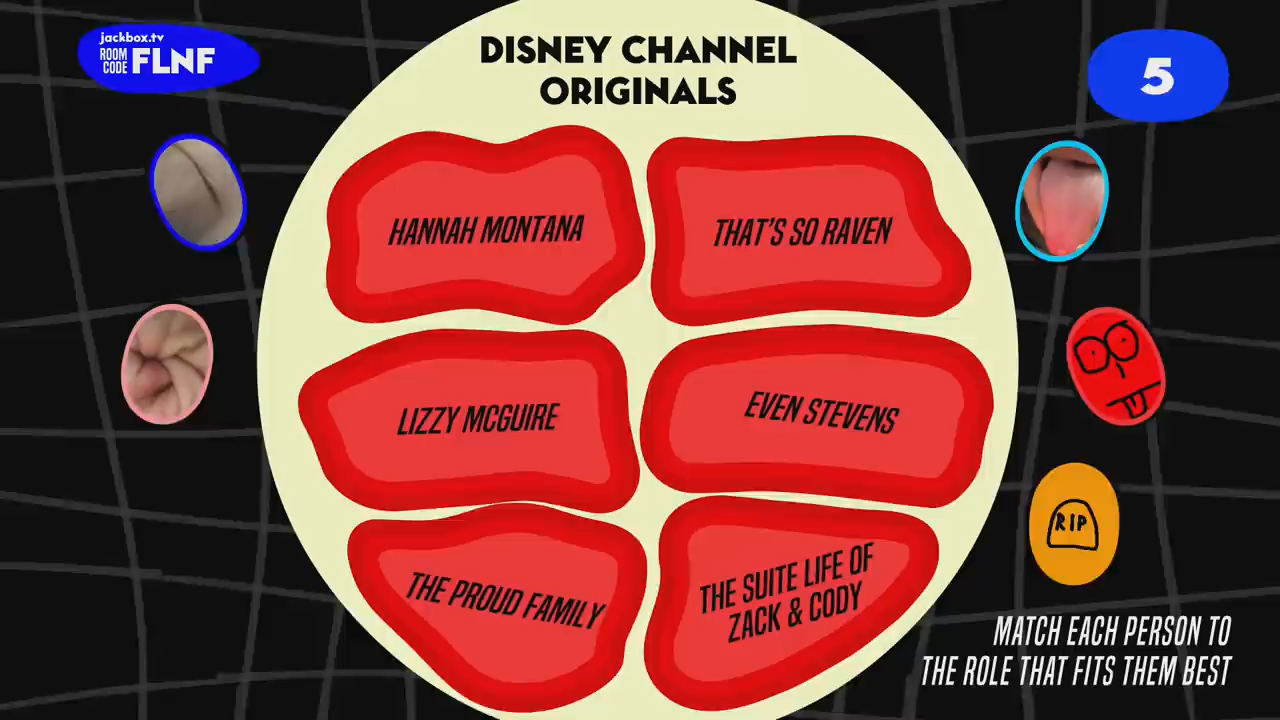 jackbox.tv
ROOM
CODE
FLNF
DISNEY CHANNEL
ORIGINALS
5
HANNAH MONTANA
THAT'S SO RAVEN
LIZZY MCGUIRE
EVEN STEVENS
THE PROUD FAMILY
THE SUITE LIFE OF
ZACK & CODY
RIP
MATCH EACH PERSON TO
THE ROLE THAT FITS THEM BEST